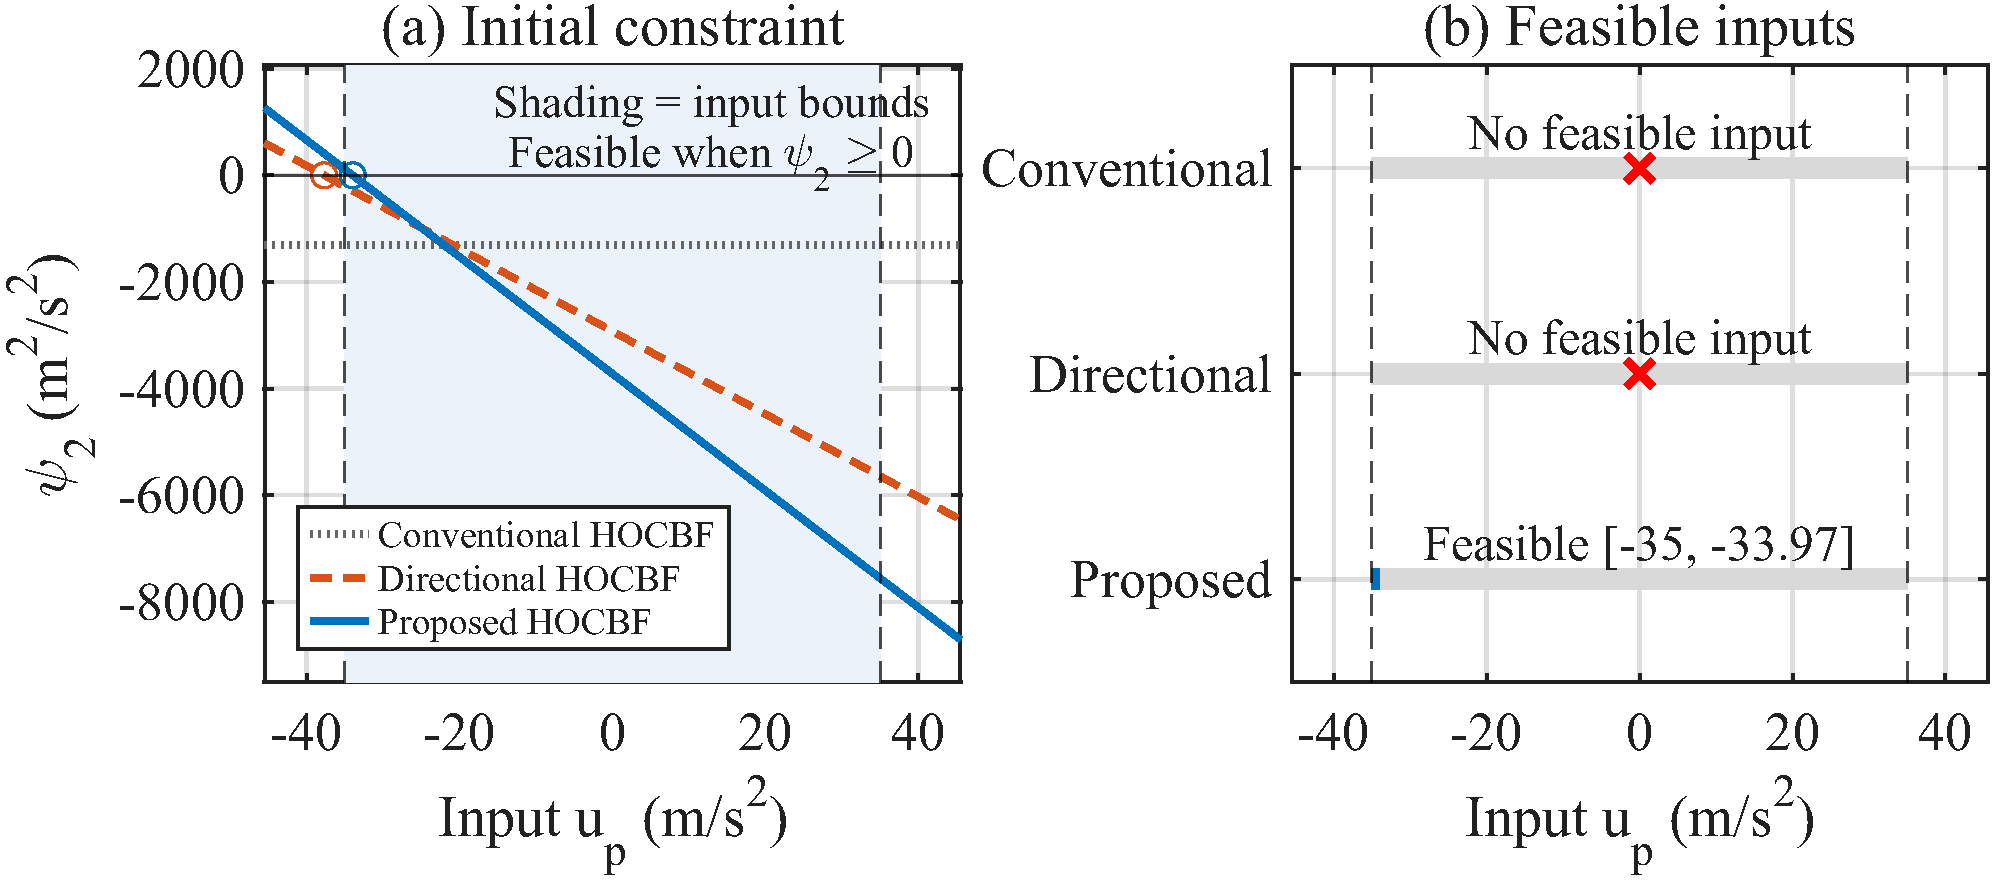 (a) Initial constraint
2000
0
-2000
-4000
-6000
-8000
ψ₂ (m²/s²)
Shading = input bounds
Feasible when ψ₂ ≥ 0
Conventional HOCBF
Directional HOCBF
Proposed HOCBF
-40 -20 0 20 40
Input uₚ (m/s²)
(b) Feasible inputs
Conventional
No feasible input
Directional
No feasible input
Proposed
Feasible [-35, -33.97]
-40 -20 0 20 40
Input uₚ (m/s²)